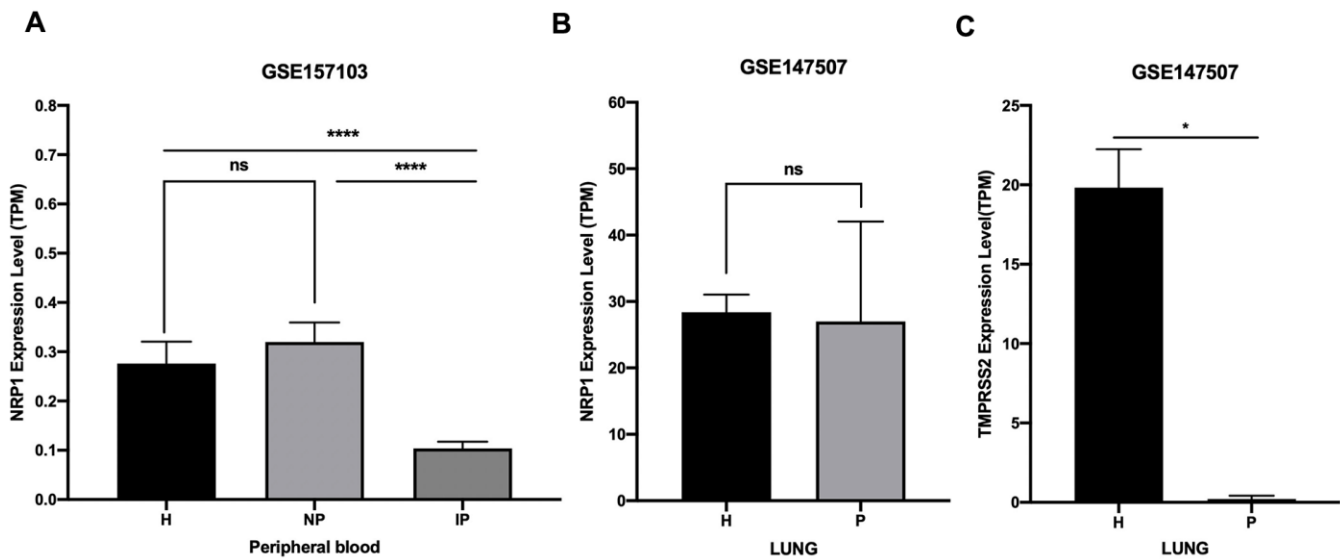 A
GSE157103
NRP1 Expression Level (TPM)
0.8
0.7
0.6
0.5
0.4
0.3
0.2
0.1
0.0
****
ns
****
H NP IP
Peripheral blood
B
GSE147507
NRP1 Expression Level (TPM)
60
50
40
30
20
10
0
ns
H P
LUNG
C
GSE147507
TMPRSS2 Expression Level(TPM)
25
20
15
10
5
0
*
H P
LUNG